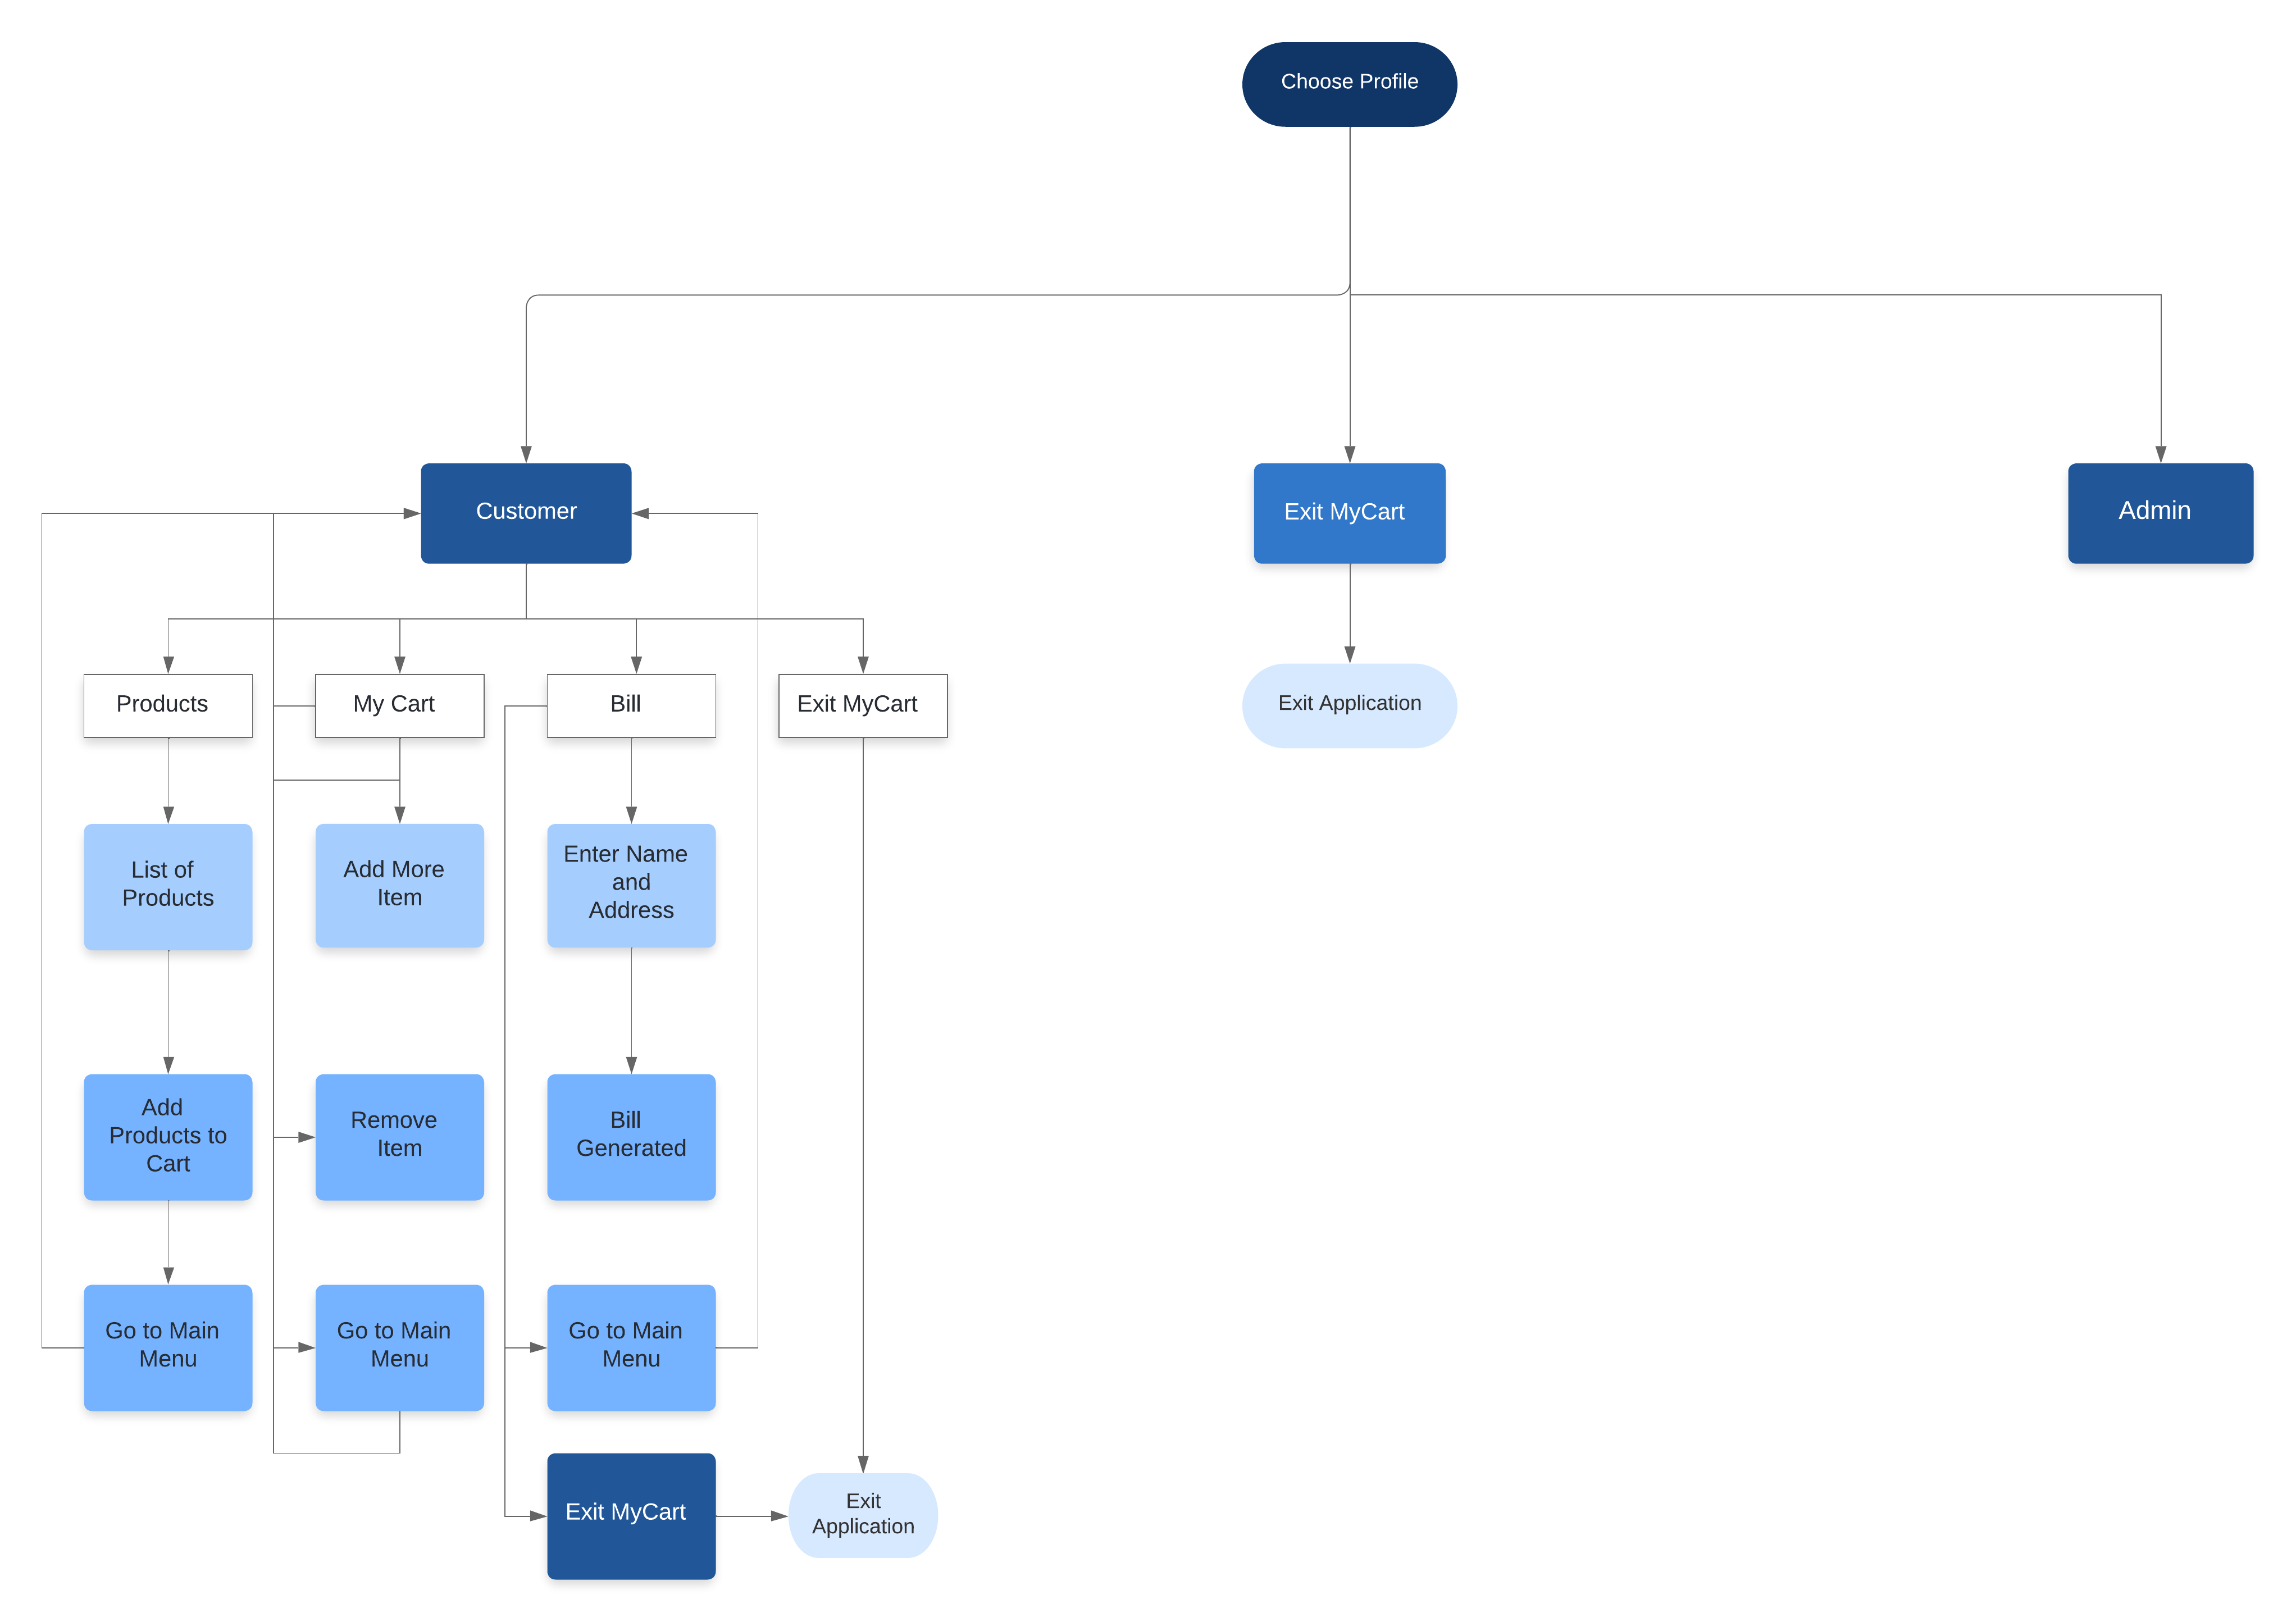 Choose Profile
Customer
Exit MyCart
Admin
Products
My Cart
Bill
Exit MyCart
Exit Application
List of
Products
Add More
Item
Enter Name
and
Address
Add
Products to
Cart
Remove
Item
Bill
Generated
Go to Main
Menu
Go to Main
Menu
Go to Main
Menu
Exit MyCart
Exit
Application